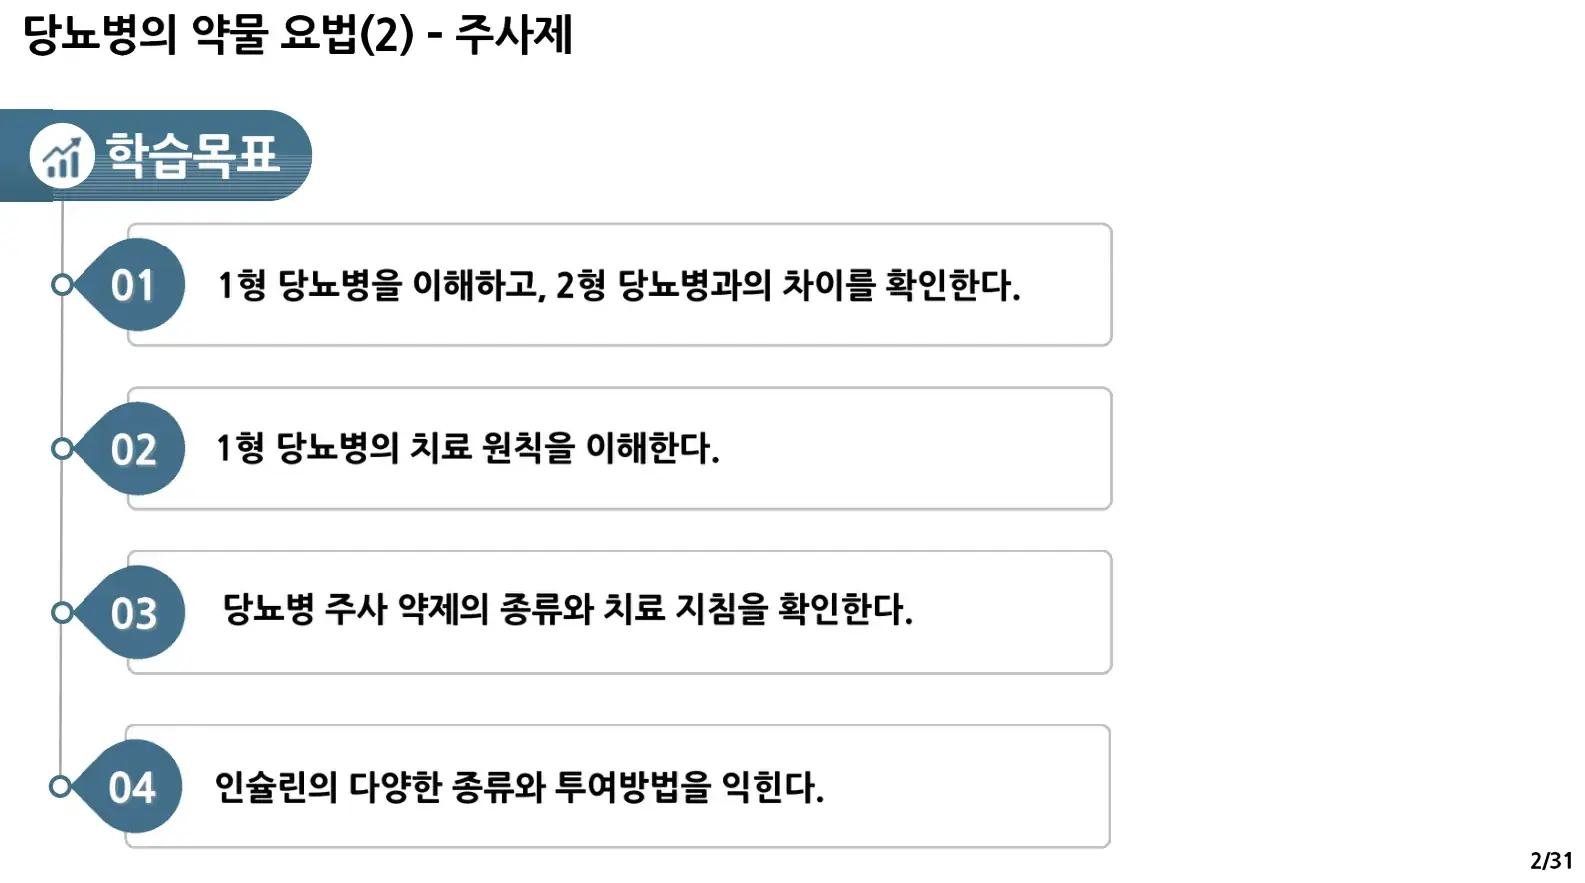 당뇨병의 약물 요법(2) - 주사제
학습목표
01
1형 당뇨병을 이해하고, 2형 당뇨병과의 차이를 확인한다.
02
1형 당뇨병의 치료 원칙을 이해한다.
03
당뇨병 주사 약제의 종류와 치료 지침을 확인한다.
04
인슐린의 다양한 종류와 투여방법을 익힌다.
2/31